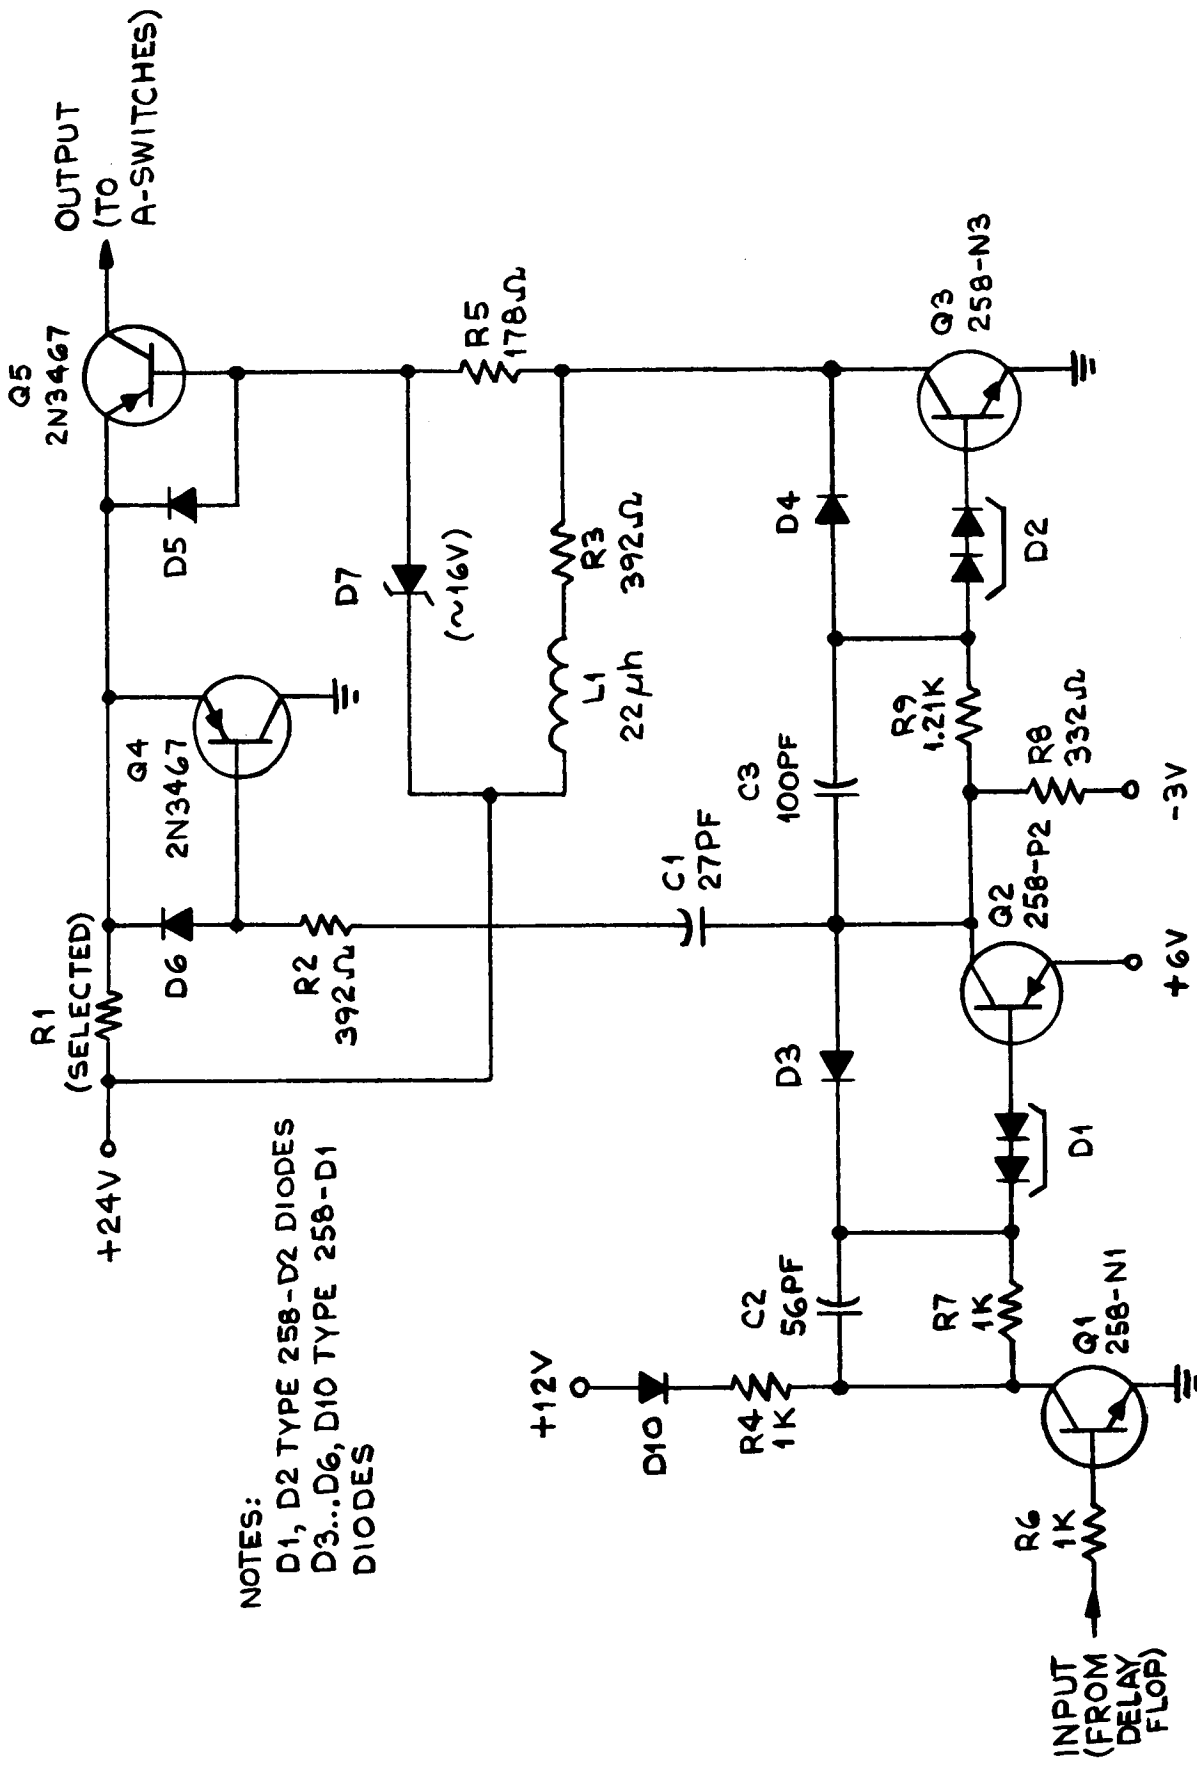 +24V
R1
(SELECTED)
D6
R2
392Ω
Q4
2N3467
D5
Q5
2N3467
OUTPUT
(TO
A-SWITCHES)
D7
(~16V)
L1
22μh
R3
392Ω
R5
178Ω
C1
27PF
NOTES:
D1, D2 TYPE 258-D2 DIODES
D3...D6, D10 TYPE 258-D1
DIODES
+12V
D10
R4
1K
C2
56PF
D3
C3
100PF
D4
R7
1K
D1
Q2
258-P2
+6V
R9
1.21K
R8
332Ω
-3V
D2
Q3
258-N3
Q1
258-N1
R6
1K
INPUT
(FROM
DELAY
FLOP)